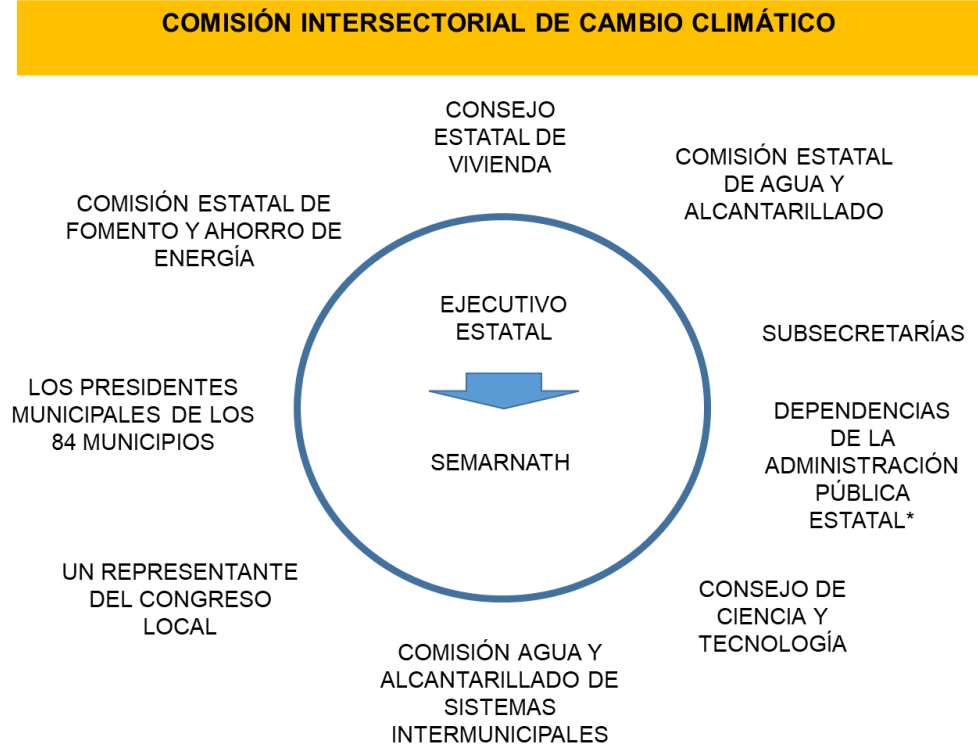 COMISIÓN INTERSECTORIAL DE CAMBIO CLIMÁTICO
CONSEJO
ESTATAL DE
VIVIENDA
COMISIÓN ESTATAL
DE AGUA Y
ALCANTARILLADO
COMISIÓN ESTATAL DE
FOMENTO Y AHORRO DE
ENERGÍA
EJECUTIVO
ESTATAL
SUBSECRETARÍAS
LOS PRESIDENTES
MUNICIPALES DE LOS
84 MUNICIPIOS
SEMARNATH
DEPENDENCIAS
DE LA
ADMINISTRACIÓN
PÚBLICA
ESTATAL*
UN REPRESENTANTE
DEL CONGRESO
LOCAL
CONSEJO DE
CIENCIA Y
TECNOLOGÍA
COMISIÓN AGUA Y
ALCANTARILLADO DE
SISTEMAS
INTERMUNICIPALES